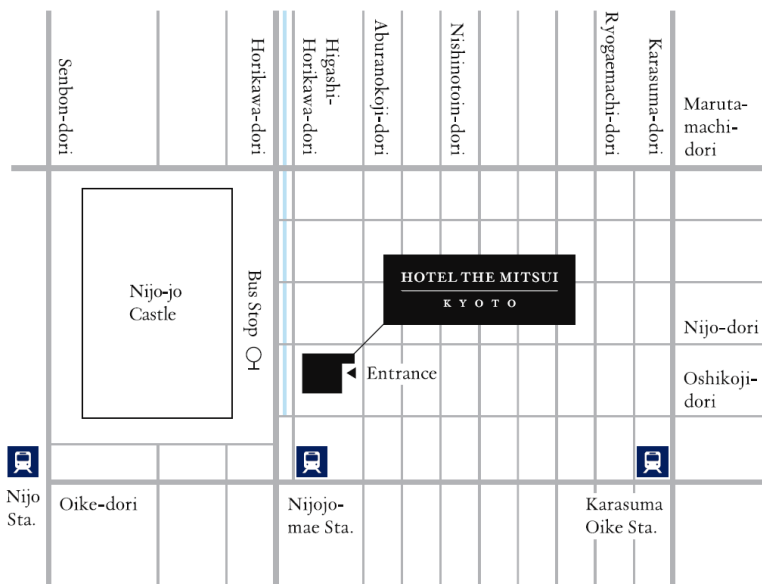 Senbon-dori
Horikawa-dori
Higashi-
Horikawa-dori
Aburanokoji-dori
Nishinotoin-dori
Ryogaemachi-dori
Karasuma-dori
Maruta-
machi-
dori
Nijo-jo
Castle
Bus Stop
HOTEL THE MITSUI
KYOTO
Nijo-dori
Entrance
Oshikoji-
dori
Nijo
Sta.
Oike-dori
Nijojo-
mae Sta.
Karasuma
Oike Sta.